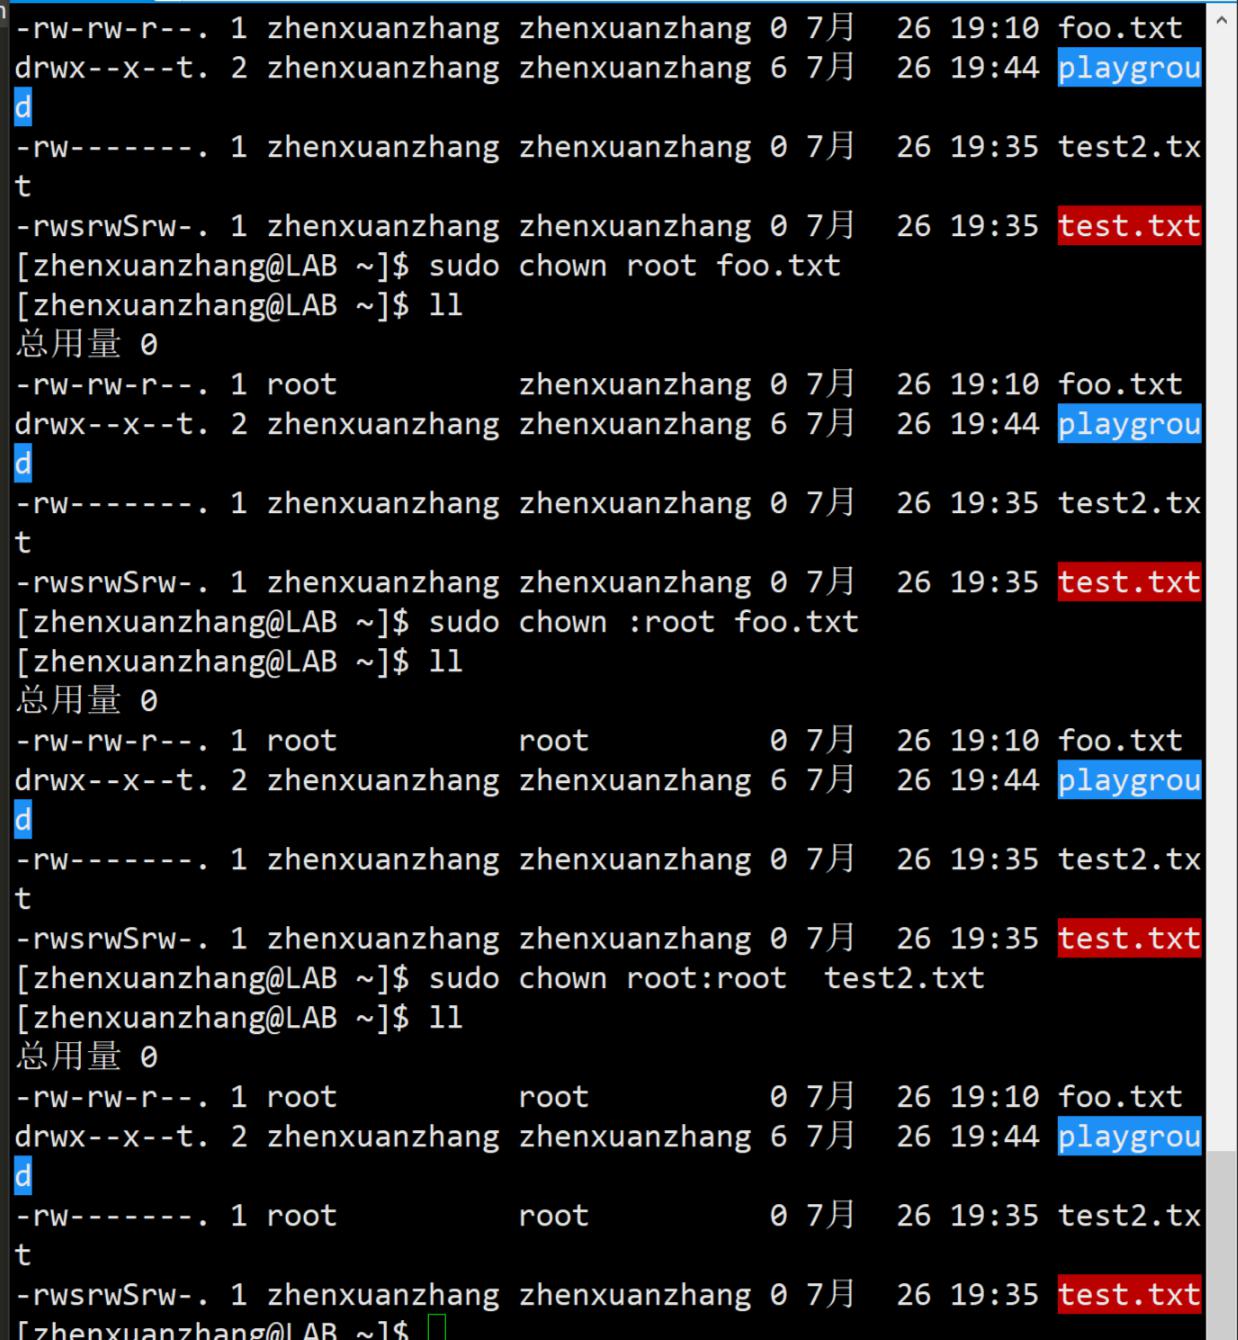 -rw-rw-r--. 1 zhenxuanzhang zhenxuanzhang 0 7月  26 19:10 foo.txt
drwx--x--t. 2 zhenxuanzhang zhenxuanzhang 6 7月  26 19:44 playgrou
d
-rw-------. 1 zhenxuanzhang zhenxuanzhang 0 7月  26 19:35 test2.tx
t
-rwsrwSrw-. 1 zhenxuanzhang zhenxuanzhang 0 7月  26 19:35 test.txt
[zhenxuanzhang@LAB ~]$ sudo chown root foo.txt
[zhenxuanzhang@LAB ~]$ ll
总用量 0
-rw-rw-r--. 1 root          zhenxuanzhang 0 7月  26 19:10 foo.txt
drwx--x--t. 2 zhenxuanzhang zhenxuanzhang 6 7月  26 19:44 playgrou
d
-rw-------. 1 zhenxuanzhang zhenxuanzhang 0 7月  26 19:35 test2.tx
t
-rwsrwSrw-. 1 zhenxuanzhang zhenxuanzhang 0 7月  26 19:35 test.txt
[zhenxuanzhang@LAB ~]$ sudo chown :root foo.txt
[zhenxuanzhang@LAB ~]$ ll
总用量 0
-rw-rw-r--. 1 root          root          0 7月  26 19:10 foo.txt
drwx--x--t. 2 zhenxuanzhang zhenxuanzhang 6 7月  26 19:44 playgrou
d
-rw-------. 1 zhenxuanzhang zhenxuanzhang 0 7月  26 19:35 test2.tx
t
-rwsrwSrw-. 1 zhenxuanzhang zhenxuanzhang 0 7月  26 19:35 test.txt
[zhenxuanzhang@LAB ~]$ sudo chown root:root  test2.txt
[zhenxuanzhang@LAB ~]$ ll
总用量 0
-rw-rw-r--. 1 root          root          0 7月  26 19:10 foo.txt
drwx--x--t. 2 zhenxuanzhang zhenxuanzhang 6 7月  26 19:44 playgrou
d
-rw-------. 1 root          root          0 7月  26 19:35 test2.tx
t
-rwsrwSrw-. 1 zhenxuanzhang zhenxuanzhang 0 7月  26 19:35 test.txt
[zhenxuanzhang@LAB ~]$